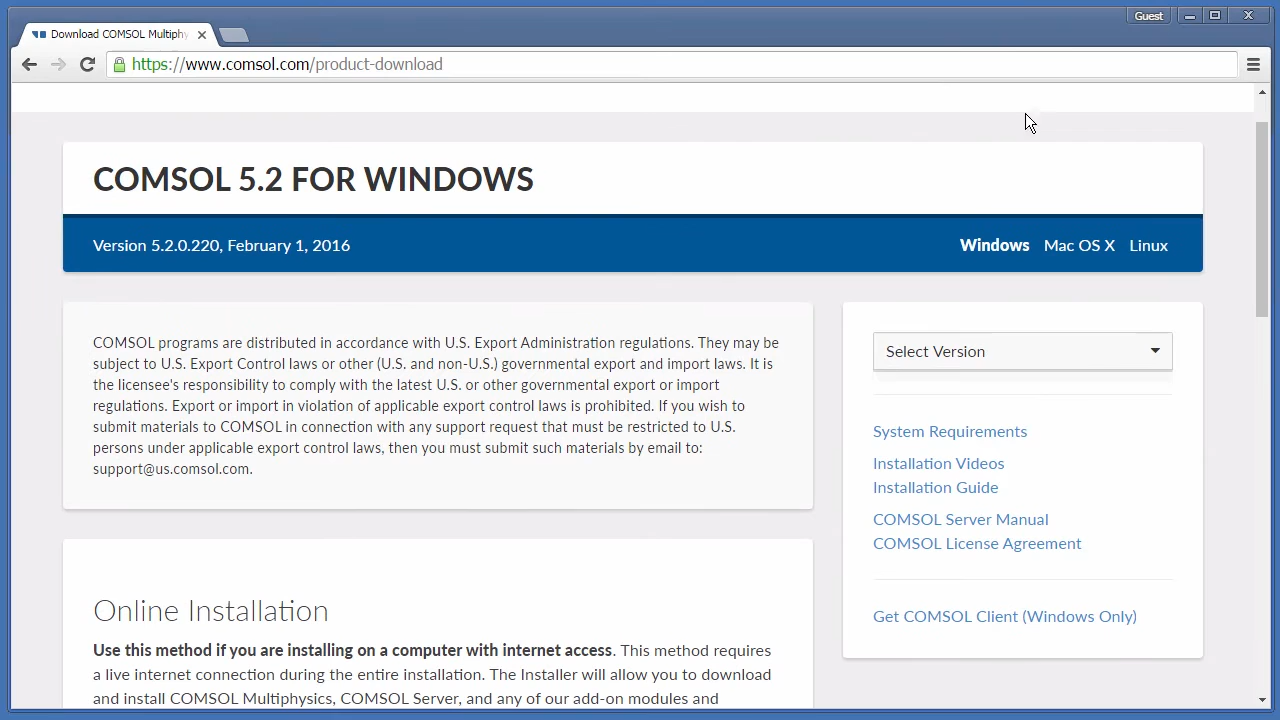 Guest
Download COMSOL Multiph
https://www.comsol.com/product-download
COMSOL 5.2 FOR WINDOWS
Version 5.2.0.220, February 1, 2016
Windows Mac OS X Linux
COMSOL programs are distributed in accordance with U.S. Export Administration regulations. They may be
subject to U.S. Export Control laws or other (U.S. and non-U.S.) governmental export and import laws. It is
the licensee's responsibility to comply with the latest U.S. or other governmental export or import
regulations. Export or import in violation of applicable export control laws is prohibited. If you wish to
submit materials to COMSOL in connection with any support request that must be restricted to U.S.
persons under applicable export control laws, then you must submit such materials by email to:
support@us.comsol.com.
Select Version
System Requirements
Installation Videos
Installation Guide
COMSOL Server Manual
COMSOL License Agreement
Get COMSOL Client (Windows Only)
Online Installation
Use this method if you are installing on a computer with internet access. This method requires
a live internet connection during the entire installation. The Installer will allow you to download
and install COMSOL Multiphysics, COMSOL Server, and any of our add-on modules and